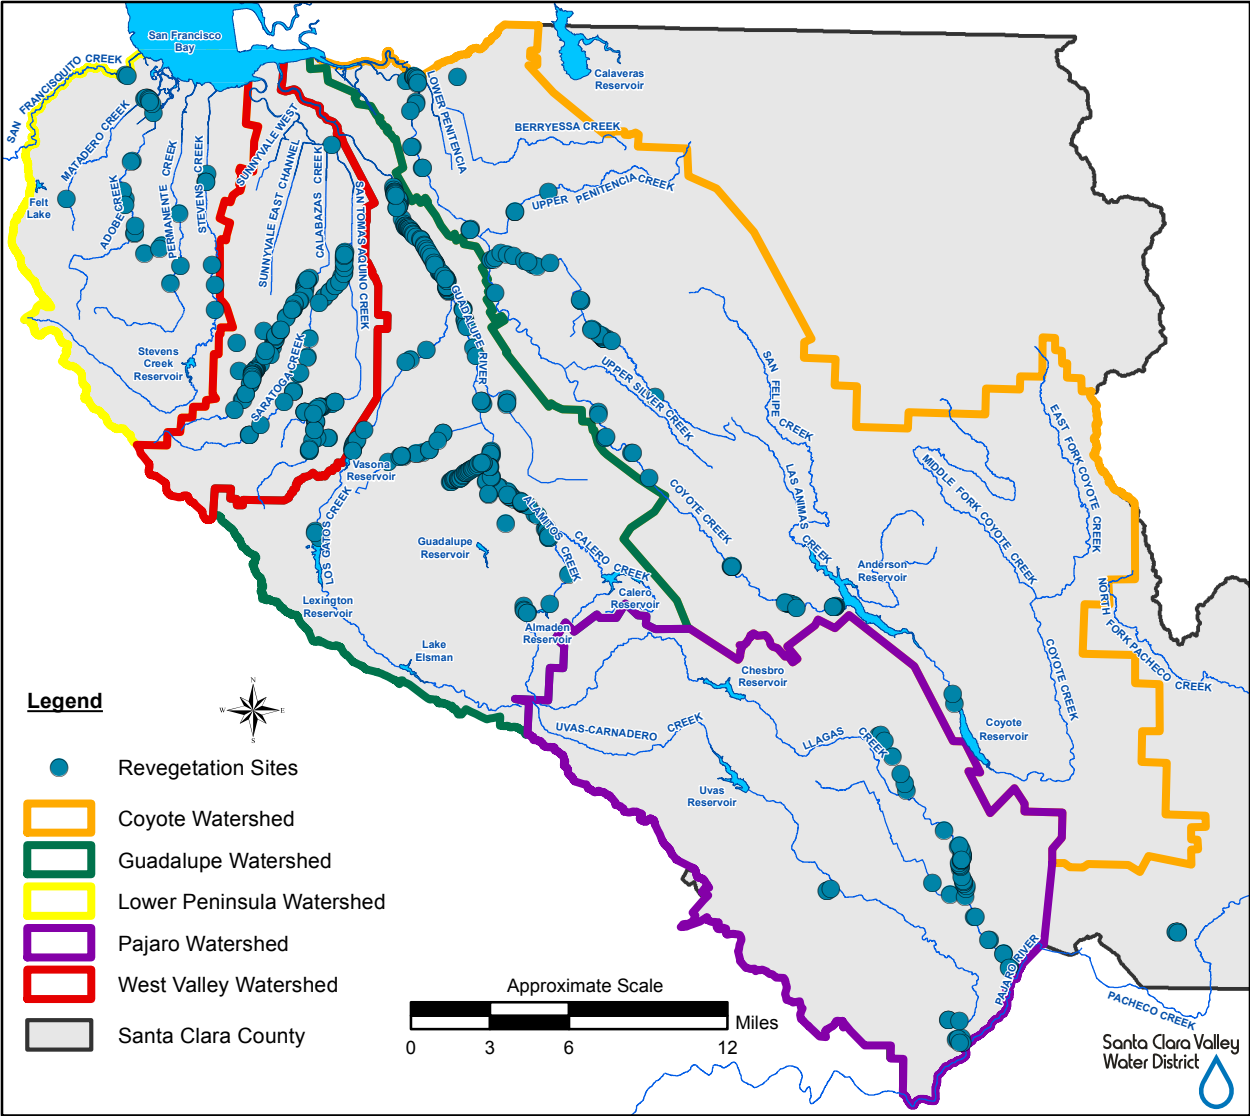 San Francisco
Bay
SAN FRANCISQUITO CREEK
MATADERO CREEK
Felt
Lake
ADOBE CREEK
PERMANENTE CREEK
STEVENS CREEK
SUNNYVALE WEST
SUNNYVALE EAST CHANNEL
CALABAZAS CREEK
SAN TOMAS AQUINO CREEK
LOWER PENITENCIA
Calaveras
Reservoir
BERRYESSA CREEK
UPPER PENITENCIA CREEK
GUADALUPE RIVER
Stevens
Creek
Reservoir
SARATOGA CREEK
UPPER SILVER CREEK
SAN FELIPE CREEK
EAST FORK COYOTE CREEK
MIDDLE FORK COYOTE CREEK
LAS ANIMAS CREEK
COYOTE CREEK
Vasona
Reservoir
LOS GATOS CREEK
ALAMITOS CREEK
CALERO CREEK
Guadalupe
Reservoir
Anderson
Reservoir
Lexington
Reservoir
Calero
Reservoir
Almaden
Reservoir
NORTH FORK PACHECO CREEK
COYOTE CREEK
Lake
Elsman
Chesbro
Reservoir
UVAS-CARNADERO CREEK
LLAGAS CREEK
Coyote
Reservoir
Uvas
Reservoir
PAJARO RIVER
PACHECO CREEK
Legend
N
W
E
S
Revegetation Sites
Coyote Watershed
Guadalupe Watershed
Lower Peninsula Watershed
Pajaro Watershed
West Valley Watershed
Santa Clara County
Approximate Scale
Miles
0 3 6 12
Santa Clara Valley
Water District